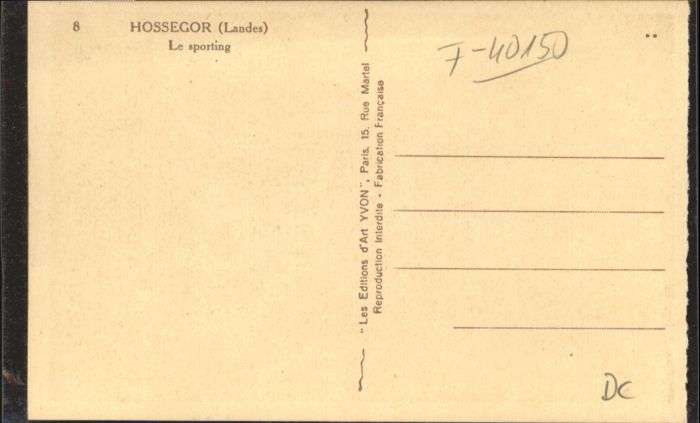 8 HOSSEGOR (Landes)
Le sporting
F-40150
"Les Editions d'Art YVON", Paris, 15, Rue Martel
Reproduction Interdite - Fabrication Française
DC